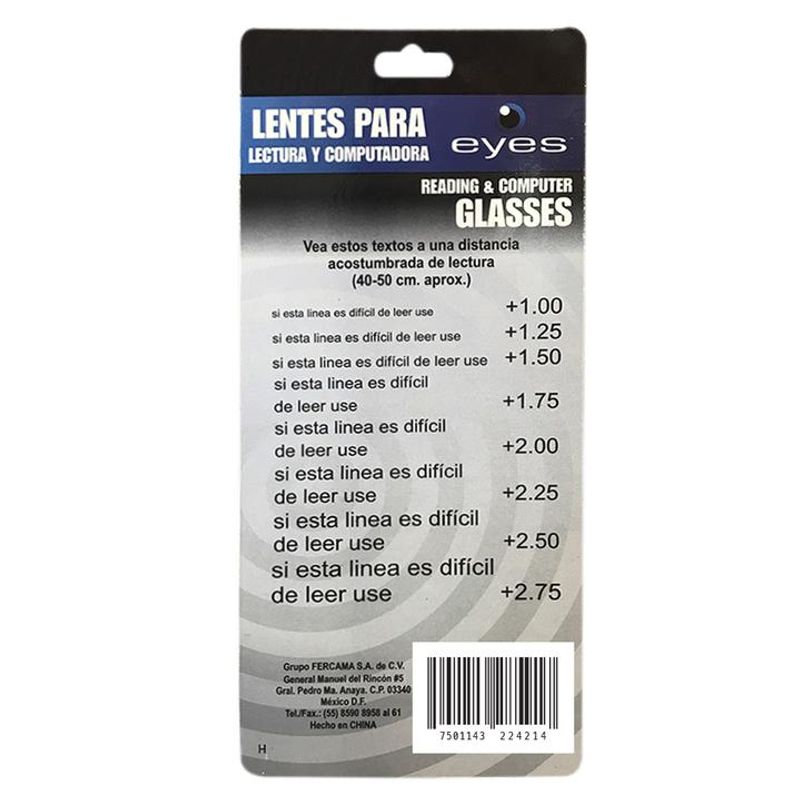 LENTES PARA
LECTURA Y COMPUTADORA
eyes
READING & COMPUTER
GLASSES
Vea estos textos a una distancia
acostumbrada de lectura
(40-50 cm. aprox.)
si esta linea es difícil de leer use +1.00
si esta linea es difícil de leer use +1.25
si esta linea es difícil de leer use +1.50
si esta linea es difícil
de leer use +1.75
si esta linea es difícil
de leer use +2.00
si esta linea es difícil
de leer use +2.25
si esta linea es difícil
de leer use +2.50
si esta linea es difícil
de leer use +2.75
Grupo FERCAMA S.A. de C.V.
General Manuel del Rincón #5
Gral. Pedro Ma. Anaya. C.P. 03340
México D.F.
Tel./Fax.: (55) 8590 8958 al 61
Hecho en CHINA
H
7501143 224214